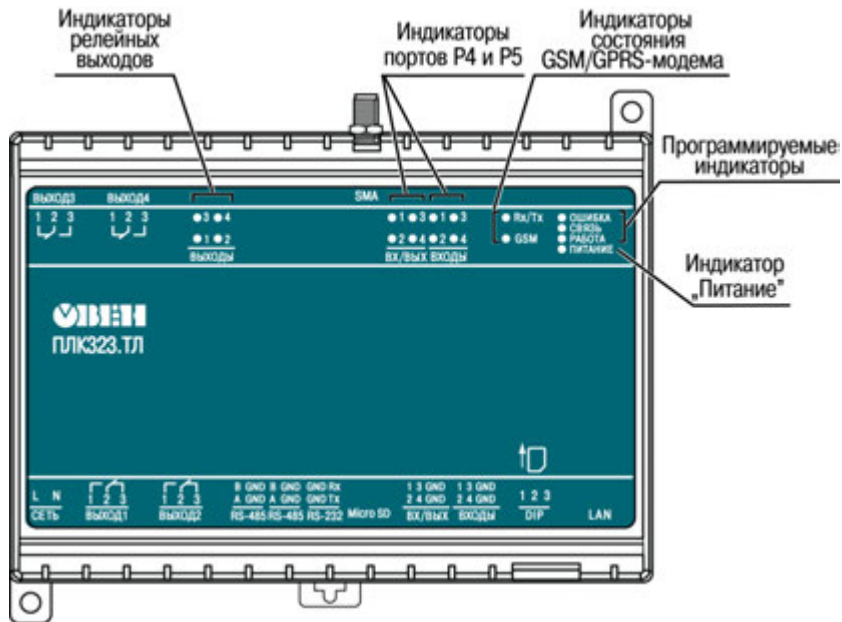 Индикаторы
релейных
выходов
Индикаторы
портов Р4 и Р5
Индикаторы
состояния
GSM/GPRS-модема
Программируемые
индикаторы
Индикатор
„Питание”
ВЫХОД3 ВЫХОД4 SMA
1 2 3 1 2 3 3 4 1 3 1 3 Rx/Tx ОШИБКА
СВЯЗЬ
1 2 2 4 2 4 GSM РАБОТА
ВЫХОДЫ ВХ/ВЫХ ВХОДЫ ПИТАНИЕ
ОВЕН
ПЛК323.ТЛ
B GND B GND GND Rx 1 3 GND 1 3 GND
L N 1 2 3 1 2 3 A GND A GND GND TX 2 4 GND 2 4 GND 1 2 3
СЕТЬ ВЫХОД1 ВЫХОД2 RS-485 RS-485 RS-232 Micro SD ВХ/ВЫХ ВХОДЫ DIP LAN